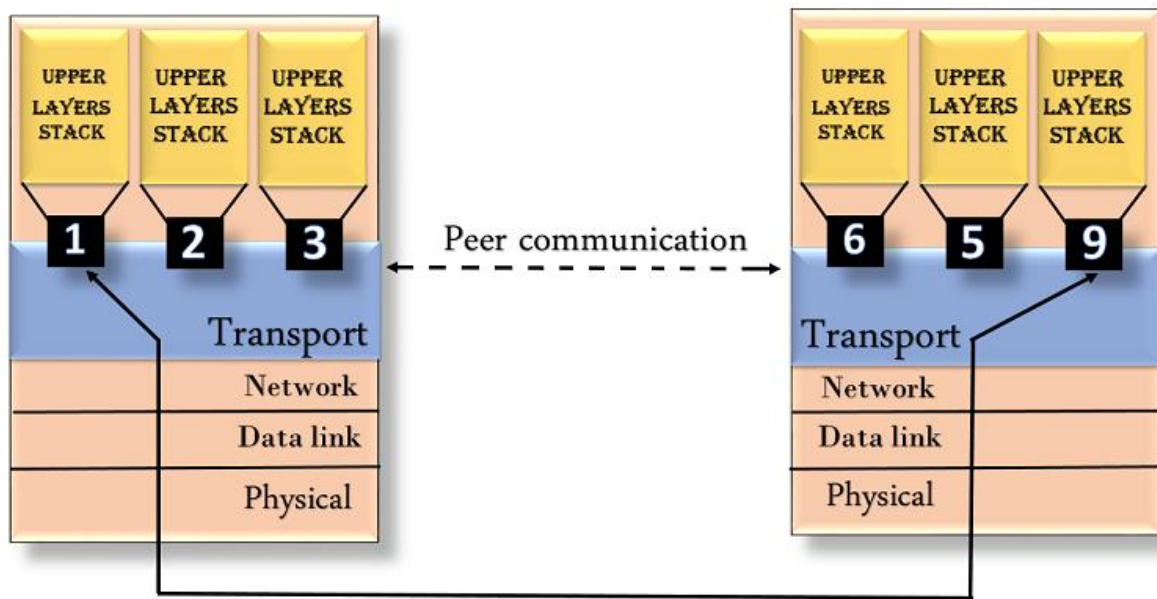 UPPER
LAYERS
STACK
UPPER
LAYERS
STACK
UPPER
LAYERS
STACK
1
2
3
Transport
Network
Data link
Physical
Peer communication
UPPER
LAYERS
STACK
UPPER
LAYERS
STACK
UPPER
LAYERS
STACK
6
5
9
Transport
Network
Data link
Physical